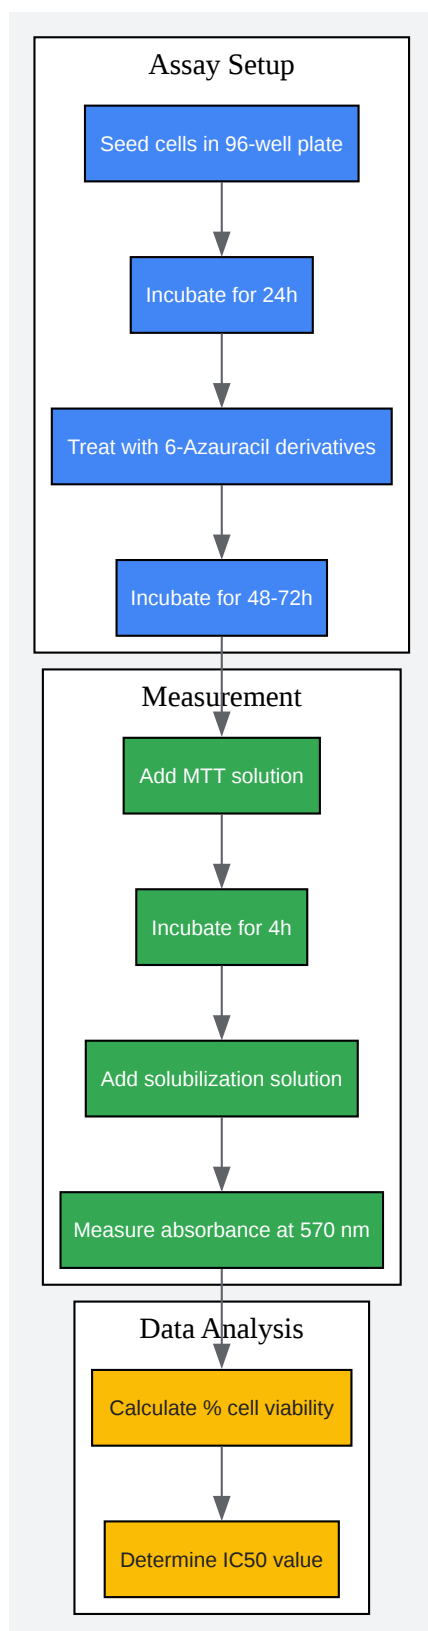 Assay Setup
Seed cells in 96-well plate
Incubate for 24h
Treat with 6-Azauracil derivatives
Incubate for 48-72h
Measurement
Add MTT solution
Incubate for 4h
Add solubilization solution
Measure absorbance at 570 nm
Data Analysis
Calculate % cell viability
Determine IC50 value